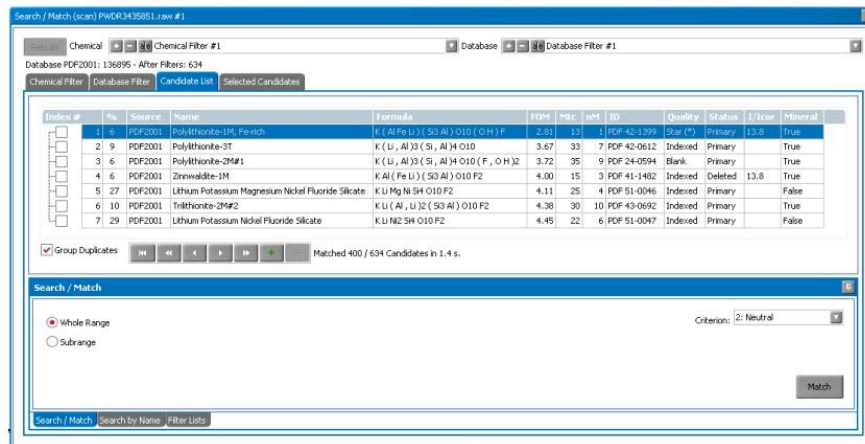 Search / Match (scan) PWDR3435851.raw #1
Rebuild Chemical + - a|e Chemical Filter #1 Database + - a|e Database Filter #1
Database PDF2001: 136895 - After Filters: 634
Chemical Filter Database Filter Candidate List Selected Candidates
Index # % Source Name Formula FOM Mtc nM ID Quality Status I/Icor Mineral
1 6 PDF2001 Polylithionite-1M, Fe-rich K ( Al Fe Li ) ( Si3 Al ) O10 ( O H ) F 2.81 13 1 PDF 42-1399 Star (*) Primary 13.8 True
2 9 PDF2001 Polylithionite-3T K ( Li , Al )3 ( Si , Al )4 O10 3.67 33 7 PDF 42-0612 Indexed Primary True
3 6 PDF2001 Polylithionite-2M#1 K ( Li , Al )3 ( Si , Al )4 O10 ( F , O H )2 3.72 35 9 PDF 24-0594 Blank Primary True
4 6 PDF2001 Zinnwaldite-1M K Al ( Fe Li ) ( Si3 Al ) O10 F2 4.00 15 3 PDF 41-1482 Indexed Deleted 13.8 True
5 27 PDF2001 Lithium Potassium Magnesium Nickel Fluoride Silicate K Li Mg Ni Si4 O10 F2 4.11 25 4 PDF 51-0046 Indexed Primary False
6 10 PDF2001 Trilithionite-2M#2 K Li ( Al , Li )2 ( Si3 Al ) O10 F2 4.38 30 10 PDF 43-0692 Indexed Primary True
7 29 PDF2001 Lithium Potassium Nickel Fluoride Silicate K Li Ni2 Si4 O10 F2 4.45 22 6 PDF 51-0047 Indexed Primary False
Group Duplicates Matched 400 / 634 Candidates in 1.4 s.
Search / Match
Whole Range Criterion: 2: Neutral
Subrange
Match
Search / Match Search by Name Filter Lists